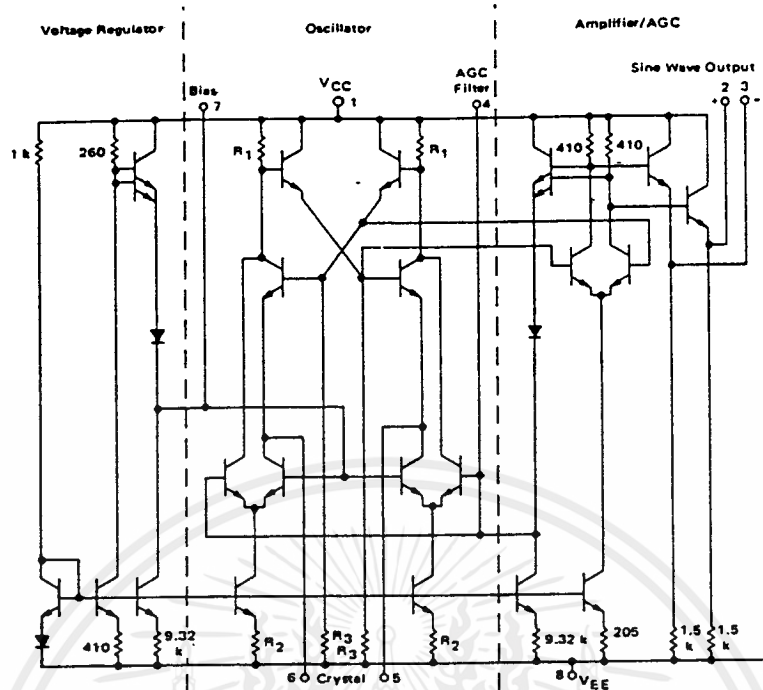 Voltage Regulator
Oscillator
Amplifier/AGC
Sine Wave Output
Bias
7
VCC
1
AGC
Filter
4
2
3
+
-
1 k
260
R1
R1
410
410
410
9.32
k
R2
R3
R3
R2
9.32 k
205
1.5
k
1.5
k
6
Crystal
5
8
VEE